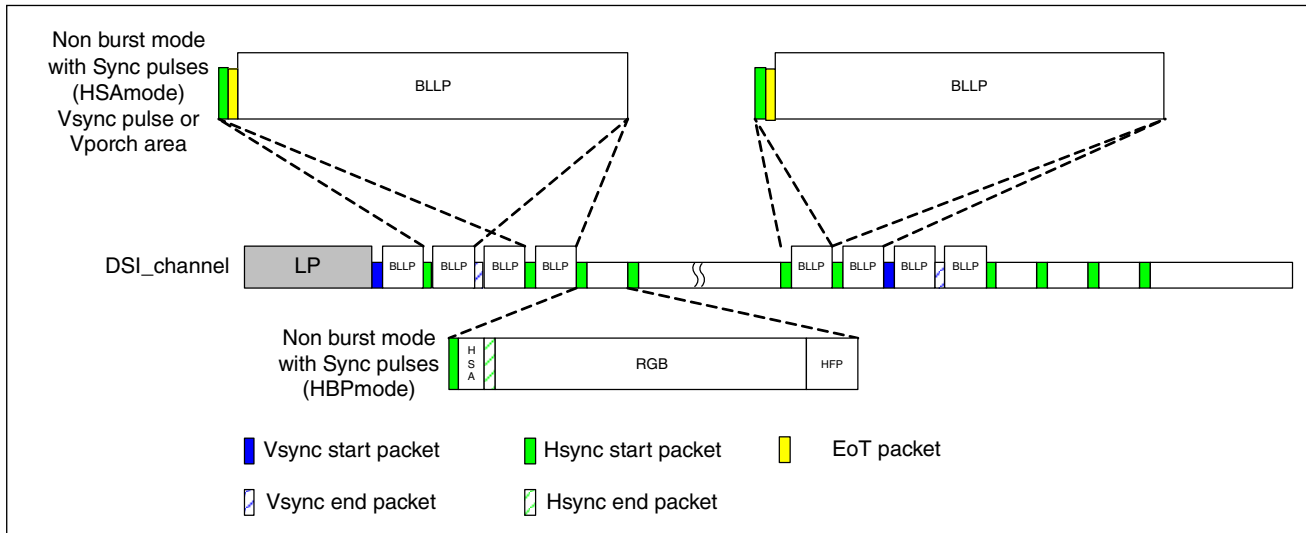 Non burst mode
with Sync pulses
(HSAmode)
Vsync pulse or
Vporch area
BLLP
BLLP
DSI_channel
LP
BLLP
BLLP
BLLP
BLLP
BLLP
BLLP
BLLP
BLLP
Non burst mode
with Sync pulses
(HBPmode)
H
S
A
RGB
HFP
Vsync start packet
Hsync start packet
EoT packet
Vsync end packet
Hsync end packet